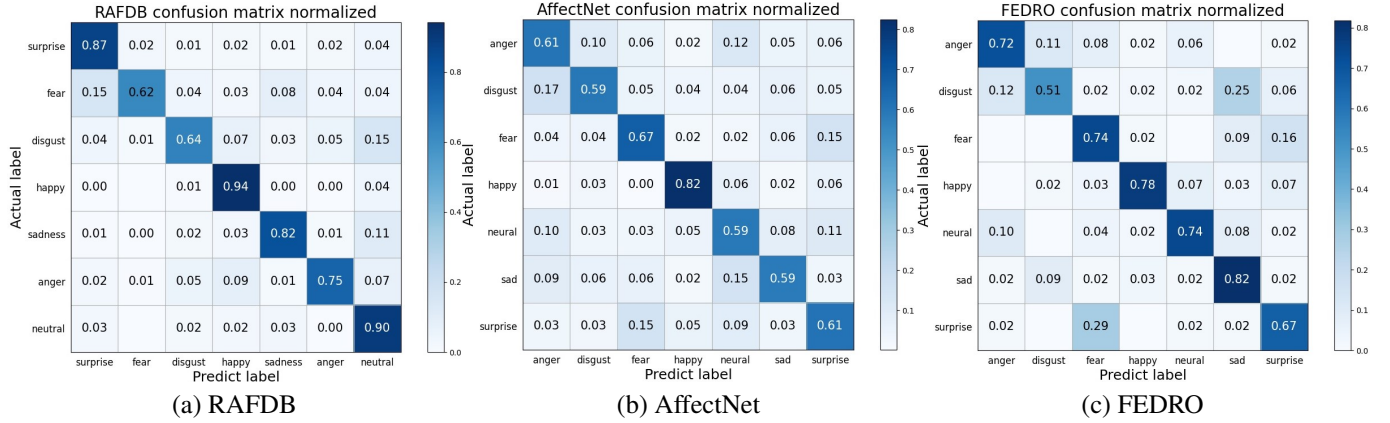 RAFDB confusion matrix normalized
Actual label
surprise 0.87 0.02 0.01 0.02 0.01 0.02 0.04
fear 0.15 0.62 0.04 0.03 0.08 0.04 0.04
disgust 0.04 0.01 0.64 0.07 0.03 0.05 0.15
happy 0.00 0.01 0.94 0.00 0.00 0.04
sadness 0.01 0.00 0.02 0.03 0.82 0.01 0.11
anger 0.02 0.01 0.05 0.09 0.01 0.75 0.07
neutral 0.03 0.02 0.02 0.03 0.00 0.90
surprise fear disgust happy sadness anger neutral
Predict label
0.8
0.6
0.4
0.2
0.0
(a) RAFDB
AffectNet confusion matrix normalized
Actual label
anger 0.61 0.10 0.06 0.02 0.12 0.05 0.06
disgust 0.17 0.59 0.05 0.04 0.04 0.06 0.05
fear 0.04 0.04 0.67 0.02 0.02 0.06 0.15
happy 0.01 0.03 0.00 0.82 0.06 0.02 0.06
neural 0.10 0.03 0.03 0.05 0.59 0.08 0.11
sad 0.09 0.06 0.06 0.02 0.15 0.59 0.03
surprise 0.03 0.03 0.15 0.05 0.09 0.03 0.61
anger disgust fear happy neural sad surprise
Predict label
0.8
0.7
0.6
0.5
0.4
0.3
0.2
0.1
(b) AffectNet
FEDRO confusion matrix normalized
Actual label
anger 0.72 0.11 0.08 0.02 0.06 0.02
disgust 0.12 0.51 0.02 0.02 0.02 0.25 0.06
fear 0.74 0.02 0.09 0.16
happy 0.02 0.03 0.78 0.07 0.03 0.07
neural 0.10 0.04 0.02 0.74 0.08 0.02
sad 0.02 0.09 0.02 0.03 0.02 0.82 0.02
surprise 0.02 0.29 0.02 0.02 0.67
anger disgust fear happy neural sad surprise
Predict label
0.8
0.7
0.6
0.5
0.4
0.3
0.2
0.1
0.0
(c) FEDRO